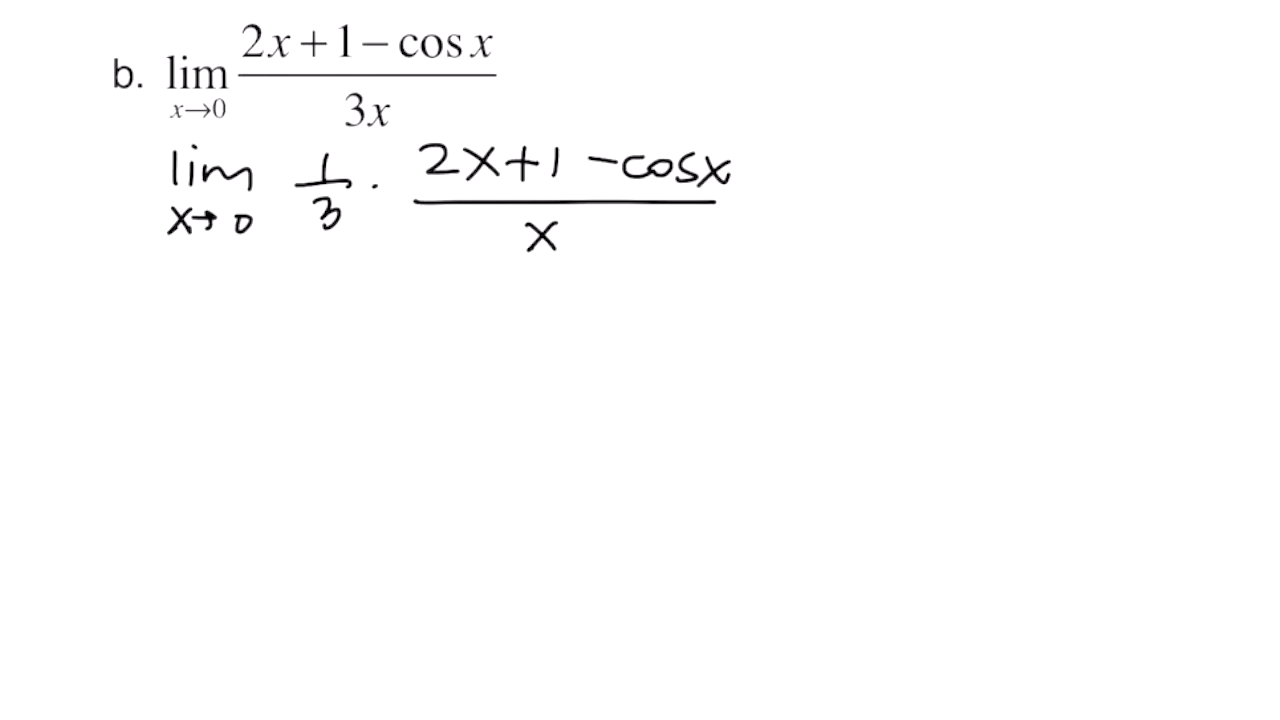 b. lim x→0 (2x+1−cos x)/(3x)
lim x→0 1/3 · (2x+1−cosx)/x